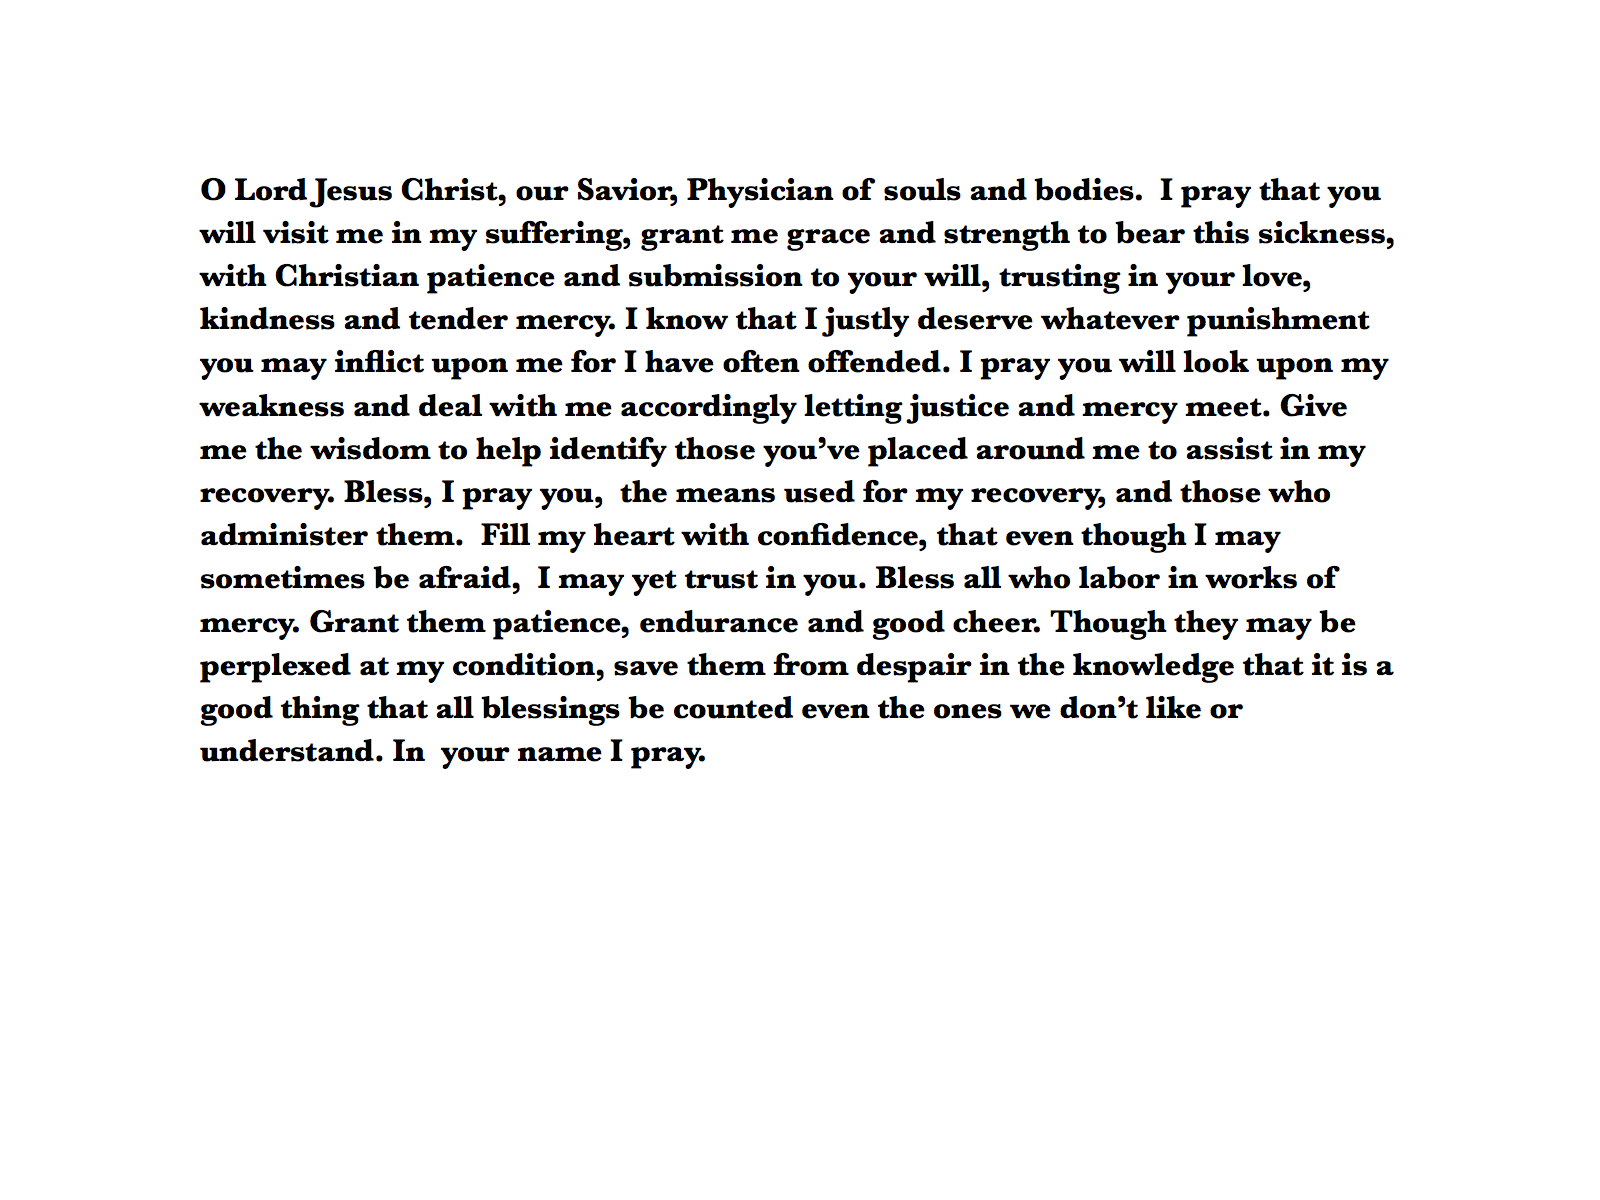 O Lord Jesus Christ, our Savior, Physician of souls and bodies.  I pray that you
will visit me in my suffering, grant me grace and strength to bear this sickness,
with Christian patience and submission to your will, trusting in your love,
kindness and tender mercy. I know that I justly deserve whatever punishment
you may inflict upon me for I have often offended. I pray you will look upon my
weakness and deal with me accordingly letting justice and mercy meet. Give
me the wisdom to help identify those you’ve placed around me to assist in my
recovery. Bless, I pray you,  the means used for my recovery, and those who
administer them.  Fill my heart with confidence, that even though I may
sometimes be afraid,  I may yet trust in you. Bless all who labor in works of
mercy. Grant them patience, endurance and good cheer. Though they may be
perplexed at my condition, save them from despair in the knowledge that it is a
good thing that all blessings be counted even the ones we don’t like or
understand. In  your name I pray.